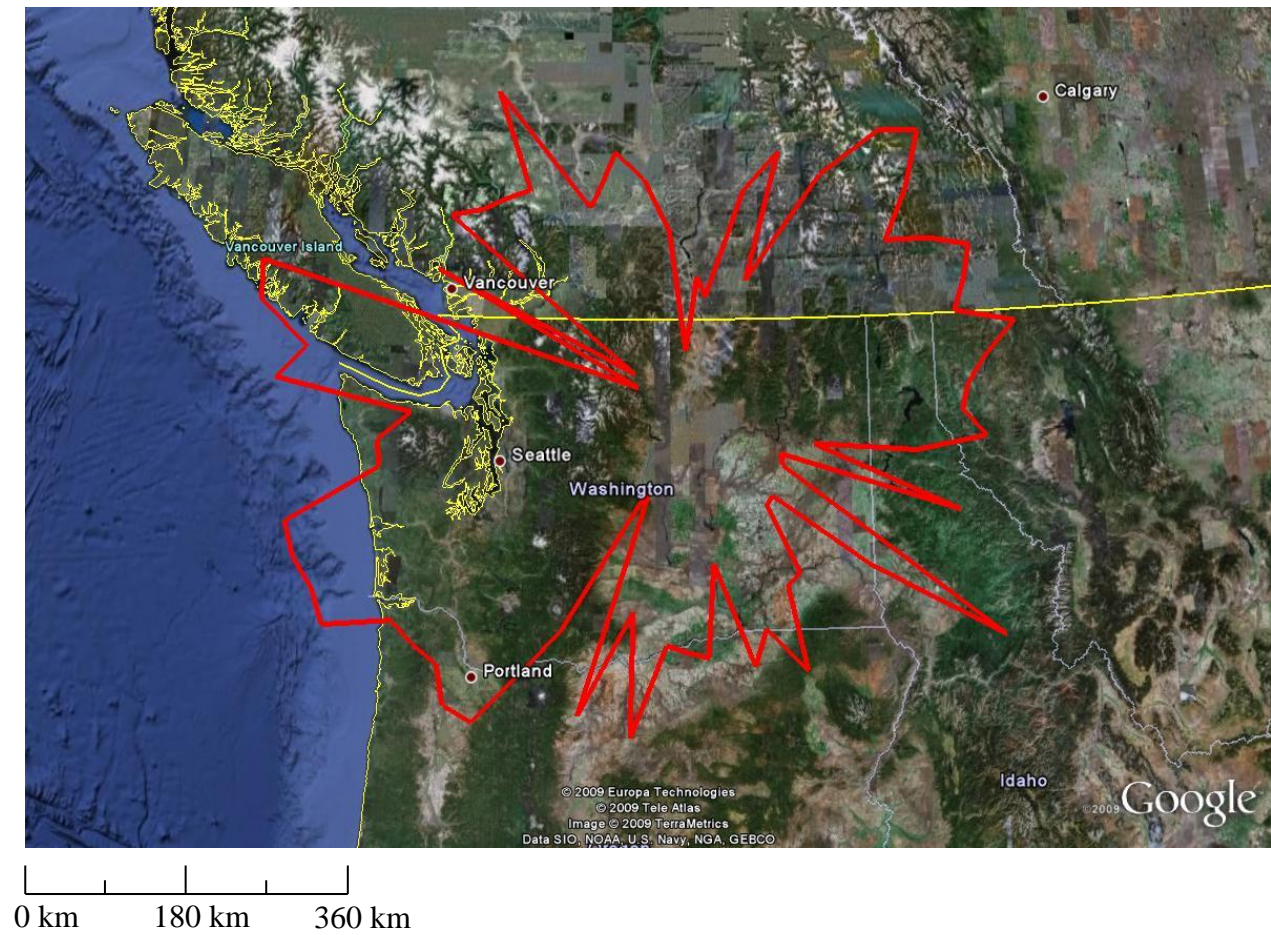 Calgary
Vancouver Island
Vancouver
Seattle
Washington
Portland
Idaho
© 2009 Europa Technologies
© 2009 Tele Atlas
Image © 2009 TerraMetrics
Data SIO, NOAA, U.S. Navy, NGA, GEBCO
©2009 Google
0 km 180 km 360 km